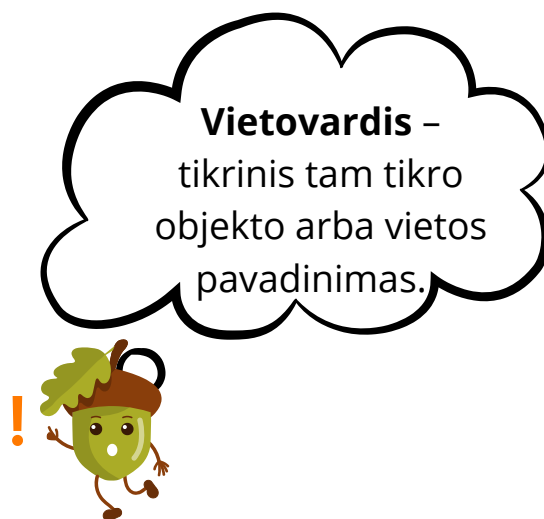 Vietovardis –
tikrinis tam tikro
objekto arba vietos
pavadinimas.
!